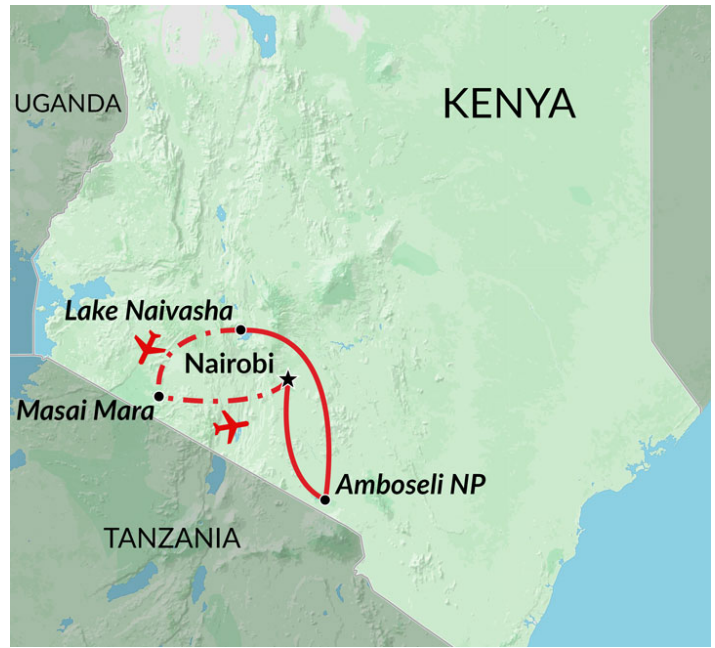 UGANDA
KENYA
Lake Naivasha
Nairobi
Masai Mara
Amboseli NP
TANZANIA